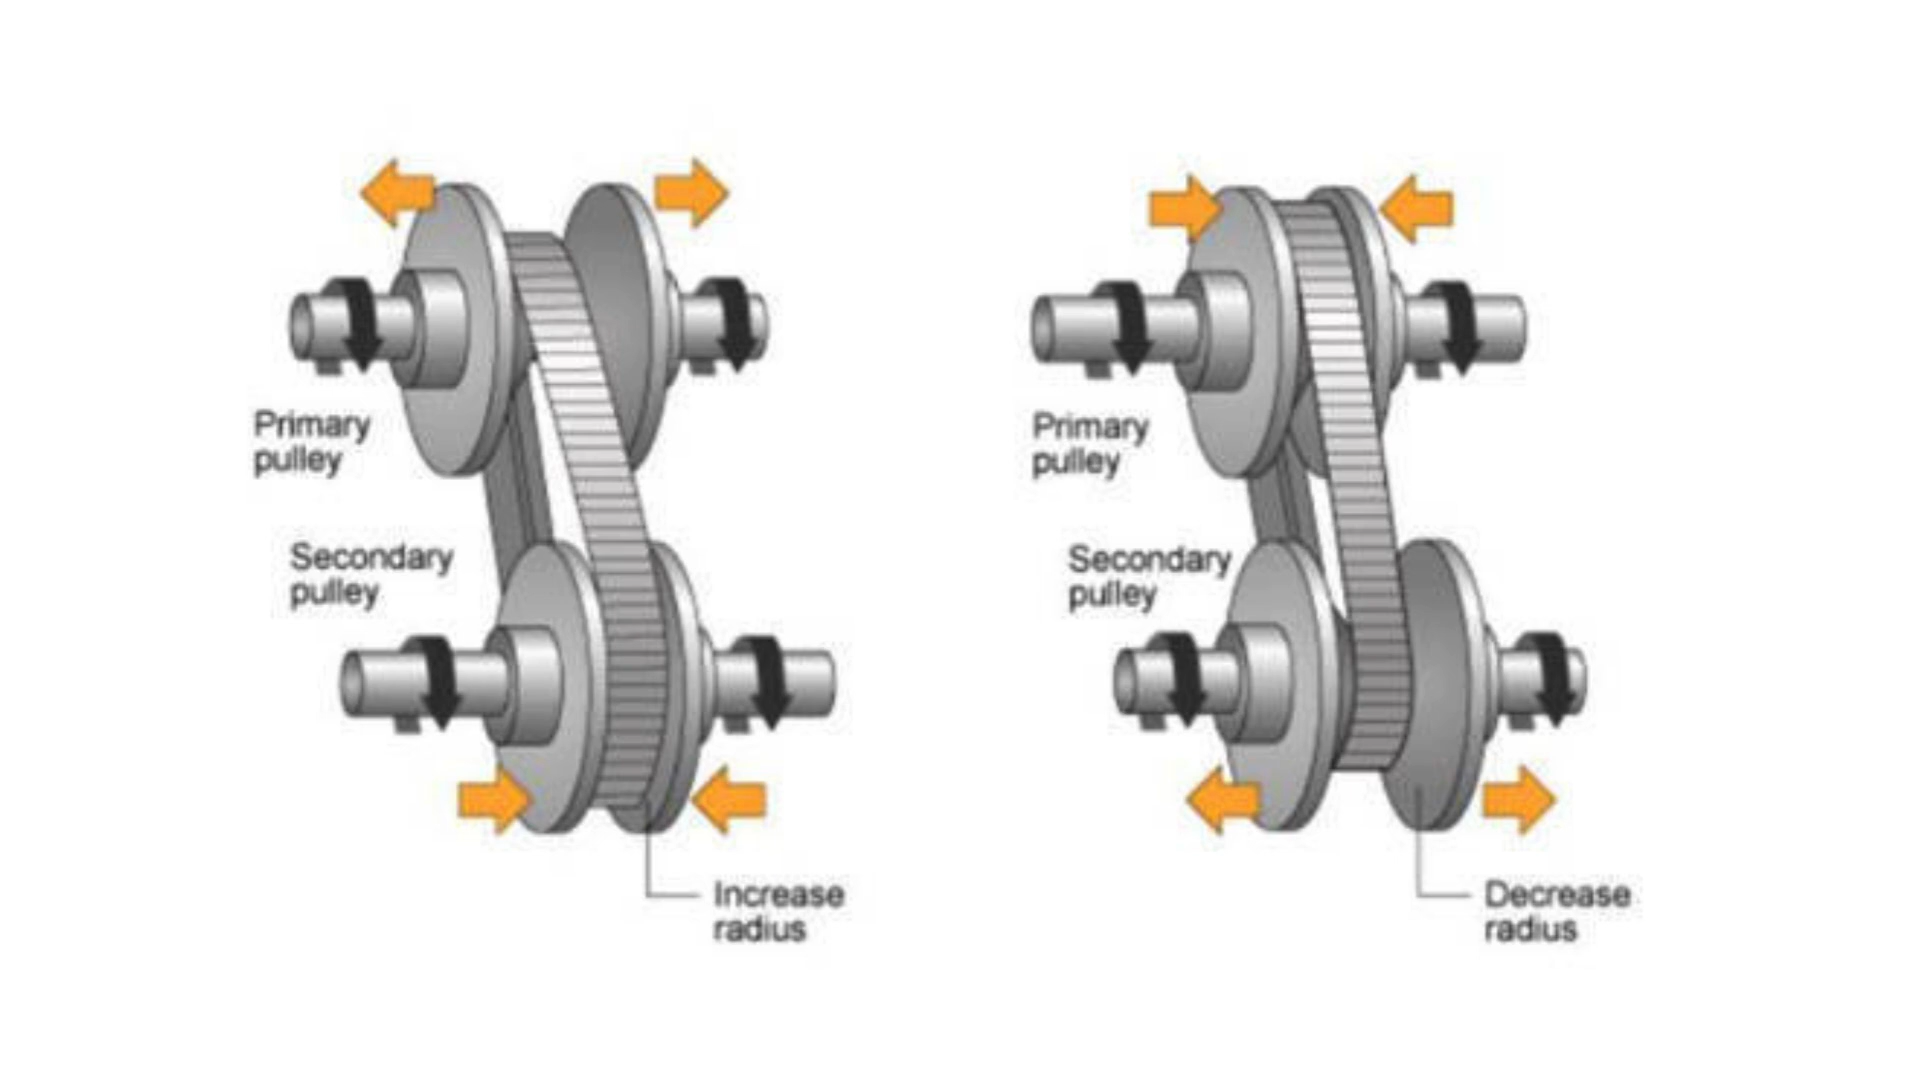 Primary
pulley
Secondary
pulley
Increase
radius
Primary
pulley
Secondary
pulley
Decrease
radius